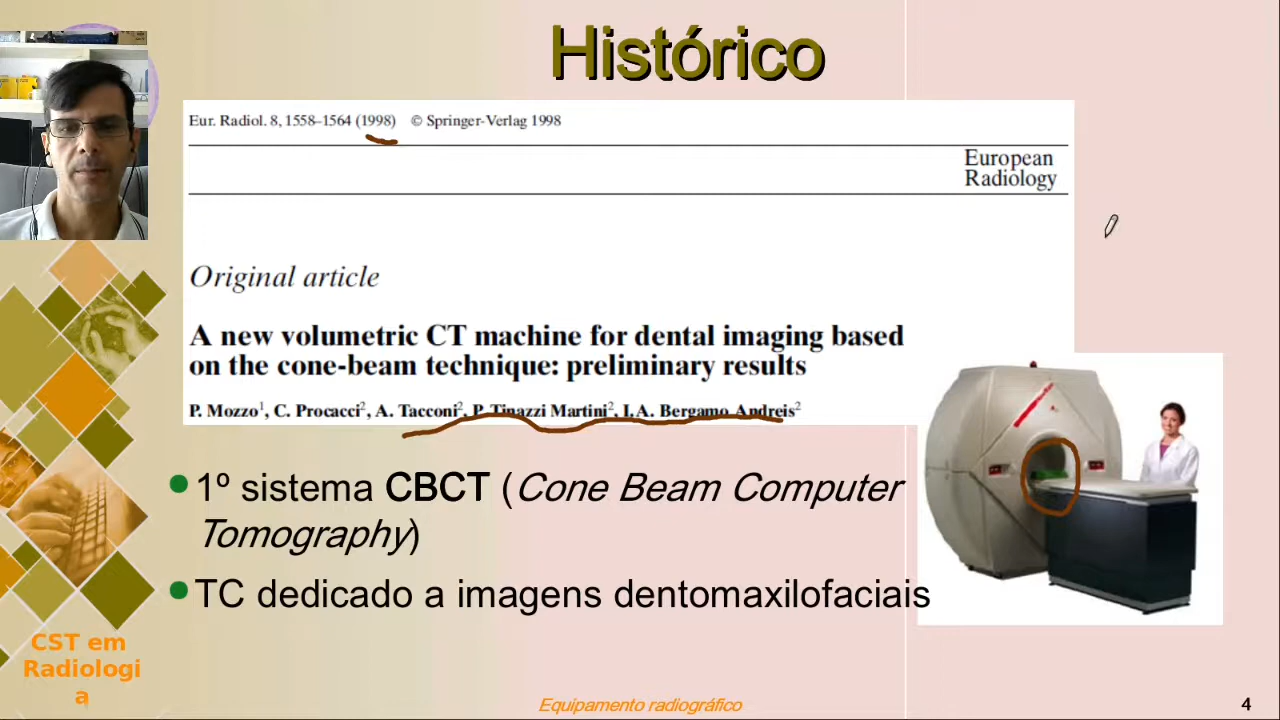 Histórico
Eur. Radiol. 8, 1558–1564 (1998) © Springer-Verlag 1998
European
Radiology
Original article
A new volumetric CT machine for dental imaging based
on the cone-beam technique: preliminary results
P. Mozzo1, C. Procacci2, A. Tacconi2, P. Tinazzi Martini2, I.A. Bergamo Andreis2
1º sistema CBCT (Cone Beam Computer
Tomography)
TC dedicado a imagens dentomaxilofaciais
CST em
Radiologi
a
Equipamento radiográfico
4